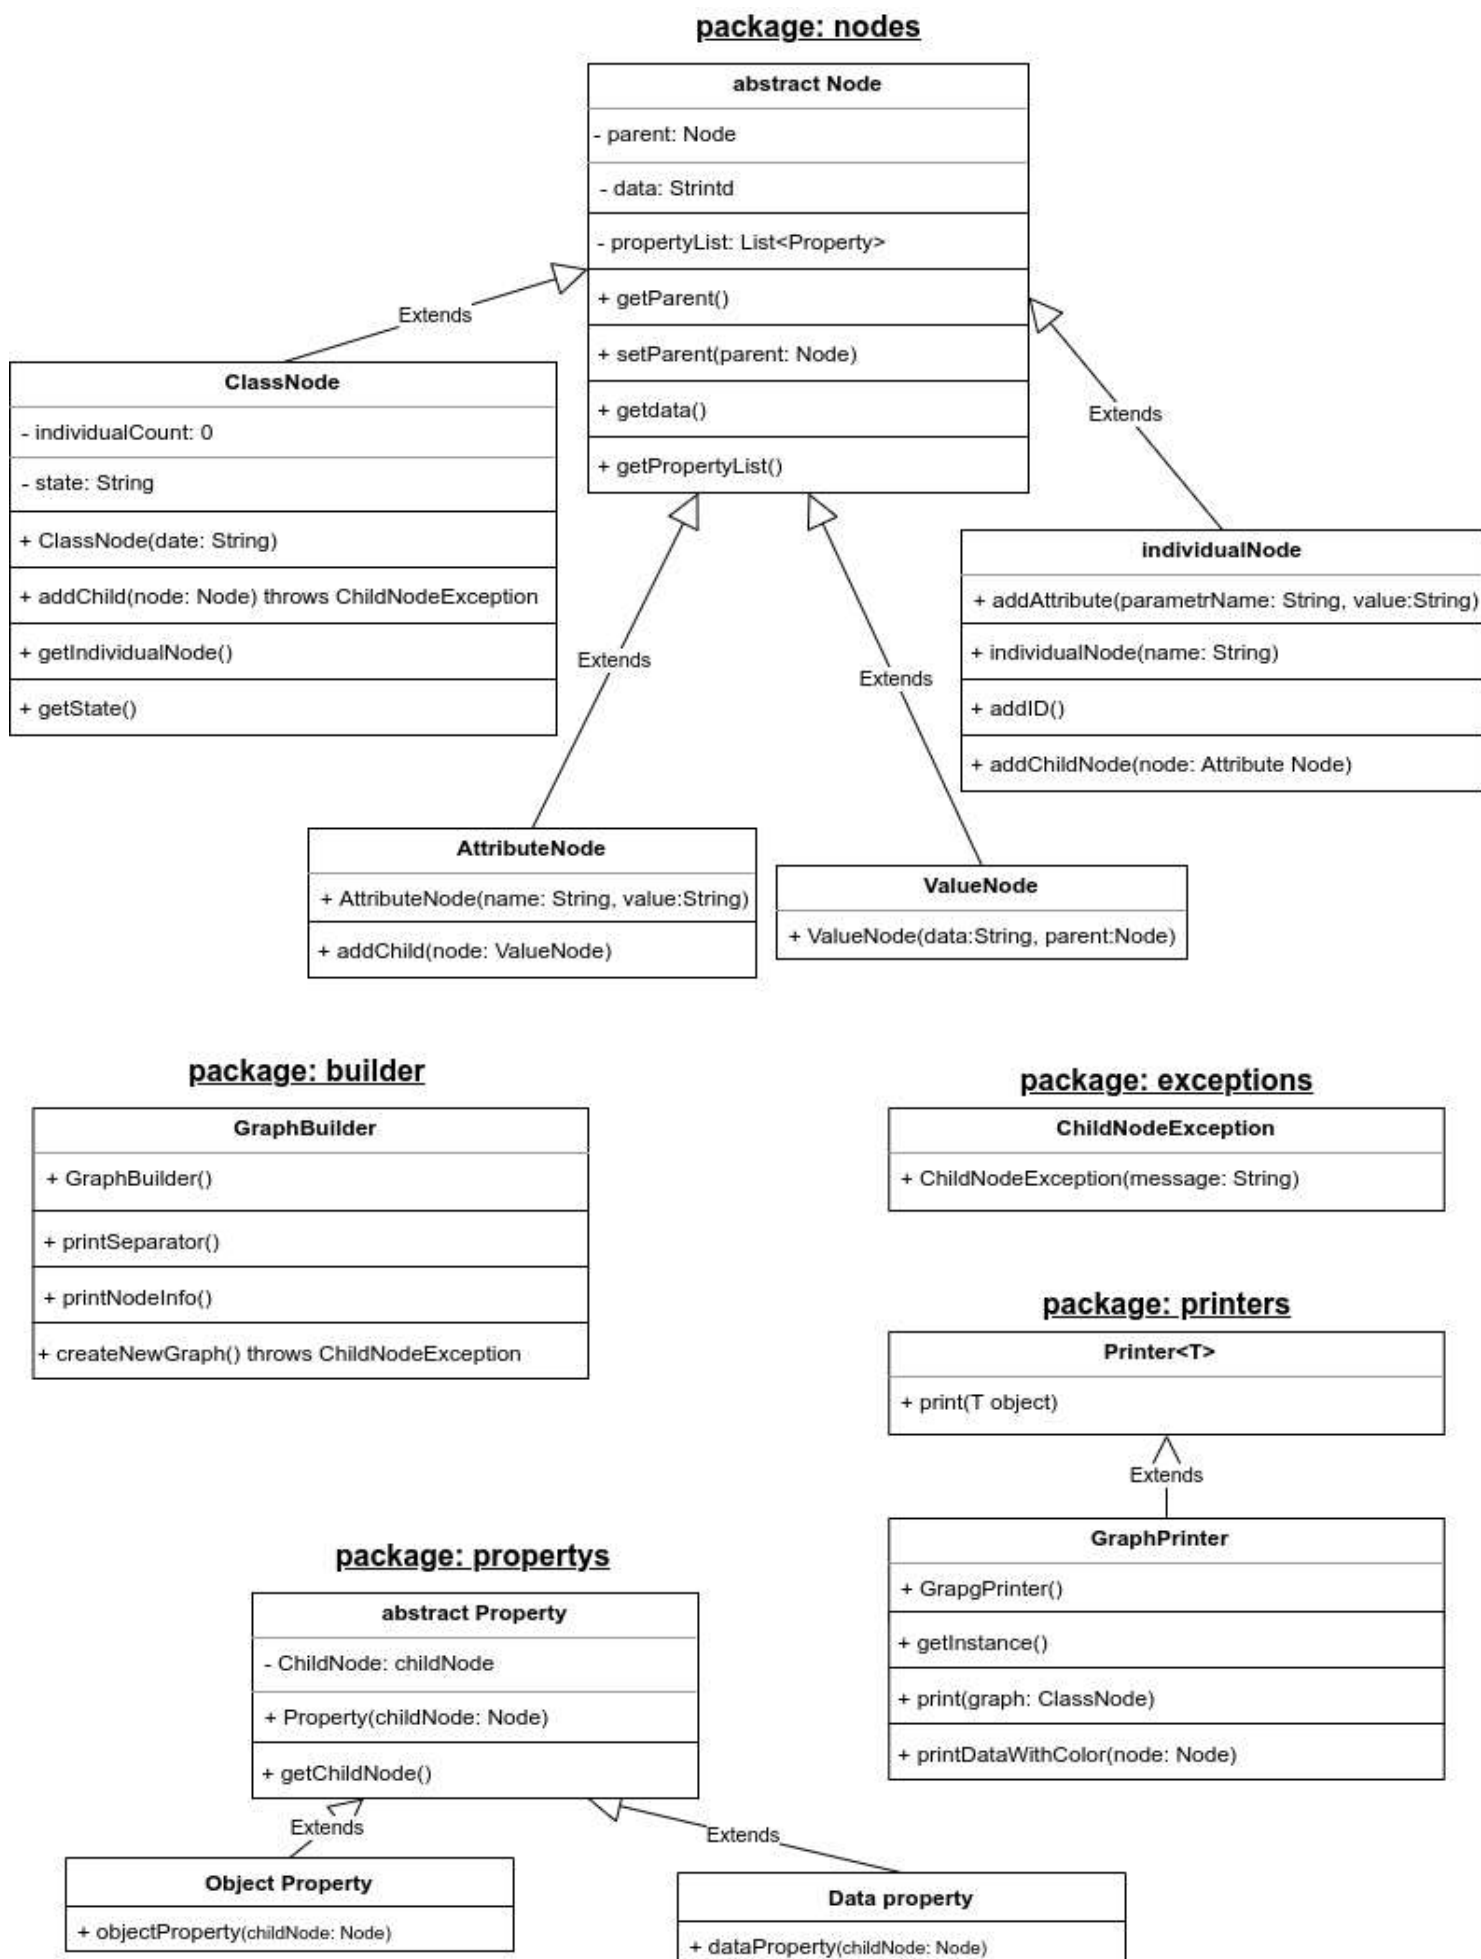 package: nodes
abstract Node
- parent: Node
- data: Strintd
- propertyList: List<Property>
+ getParent()
+ setParent(parent: Node)
+ getdata()
+ getPropertyList()
Extends
Extends
Extends
Extends
ClassNode
- individualCount: 0
- state: String
+ ClassNode(date: String)
+ addChild(node: Node) throws ChildNodeException
+ getIndividualNode()
+ getState()
individualNode
+ addAttribute(parametrName: String, value:String)
+ individualNode(name: String)
+ addID()
+ addChildNode(node: Attribute Node)
AttributeNode
+ AttributeNode(name: String, value:String)
+ addChild(node: ValueNode)
ValueNode
+ ValueNode(data:String, parent:Node)
package: builder
GraphBuilder
+ GraphBuilder()
+ printSeparator()
+ printNodeInfo()
+ createNewGraph() throws ChildNodeException
package: exceptions
ChildNodeException
+ ChildNodeException(message: String)
package: printers
Printer<T>
+ print(T object)
Extends
GraphPrinter
+ GrapgPrinter()
+ getInstance()
+ print(graph: ClassNode)
+ printDataWithColor(node: Node)
package: propertys
abstract Property
- ChildNode: childNode
+ Property(childNode: Node)
+ getChildNode()
Extends
Extends
Object Property
+ objectProperty(childNode: Node)
Data property
+ dataProperty(childNode: Node)